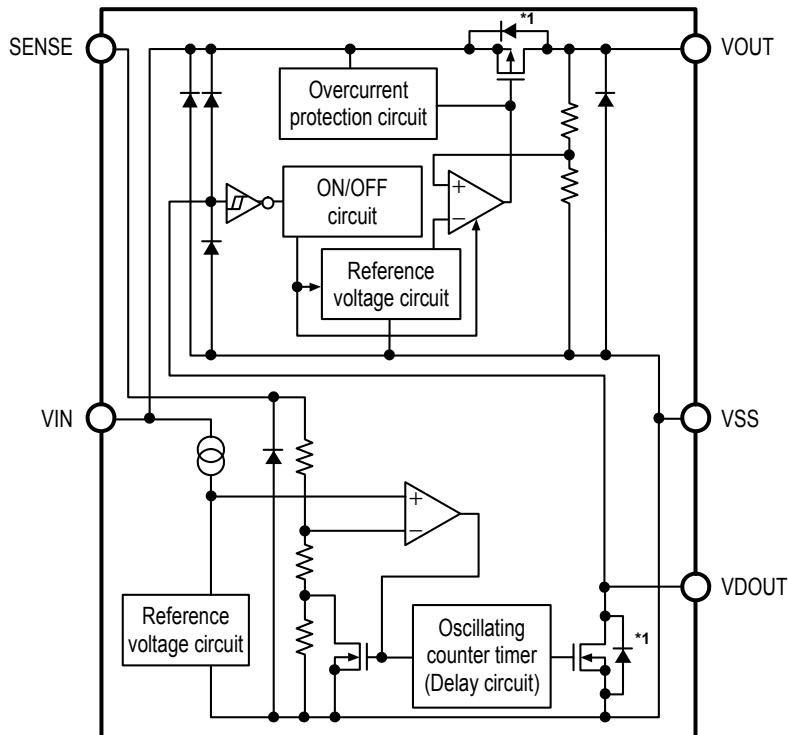 *1
SENSE
VOUT
Overcurrent
protection circuit
ON/OFF
circuit
+
−
Reference
voltage circuit
VIN
VSS
+
−
VDOUT
Reference
voltage circuit
Oscillating
counter timer
(Delay circuit)
*1